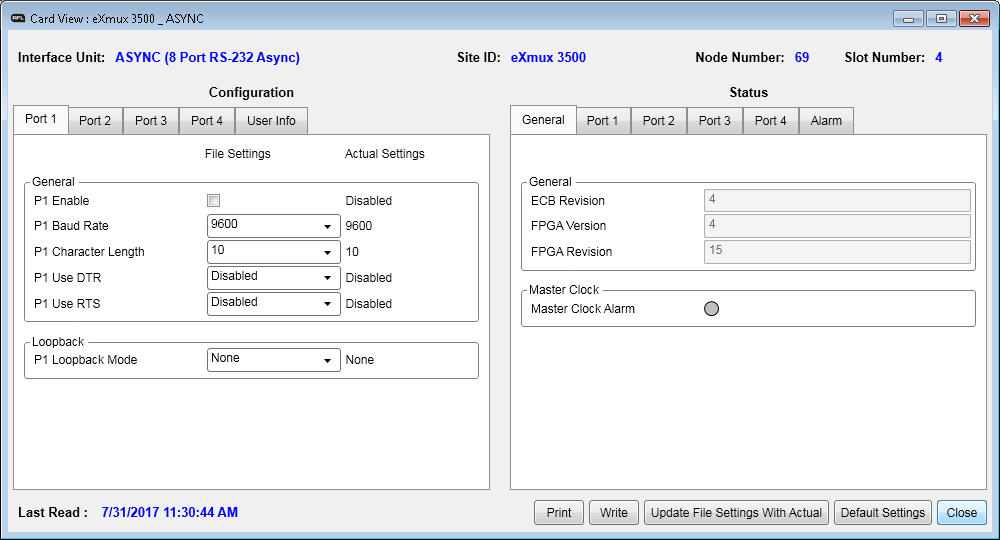 AFL Card View : eXmux 3500 _ ASYNC
Interface Unit: ASYNC (8 Port RS-232 Async) Site ID: eXmux 3500 Node Number: 69 Slot Number: 4
Configuration
Port 1 Port 2 Port 3 Port 4 User Info
File Settings Actual Settings
General
P1 Enable Disabled
P1 Baud Rate 9600 9600
P1 Character Length 10 10
P1 Use DTR Disabled Disabled
P1 Use RTS Disabled Disabled
Loopback
P1 Loopback Mode None None
Status
General Port 1 Port 2 Port 3 Port 4 Alarm
General
ECB Revision 4
FPGA Version 4
FPGA Revision 15
Master Clock
Master Clock Alarm
Last Read : 7/31/2017 11:30:44 AM
Print Write Update File Settings With Actual Default Settings Close